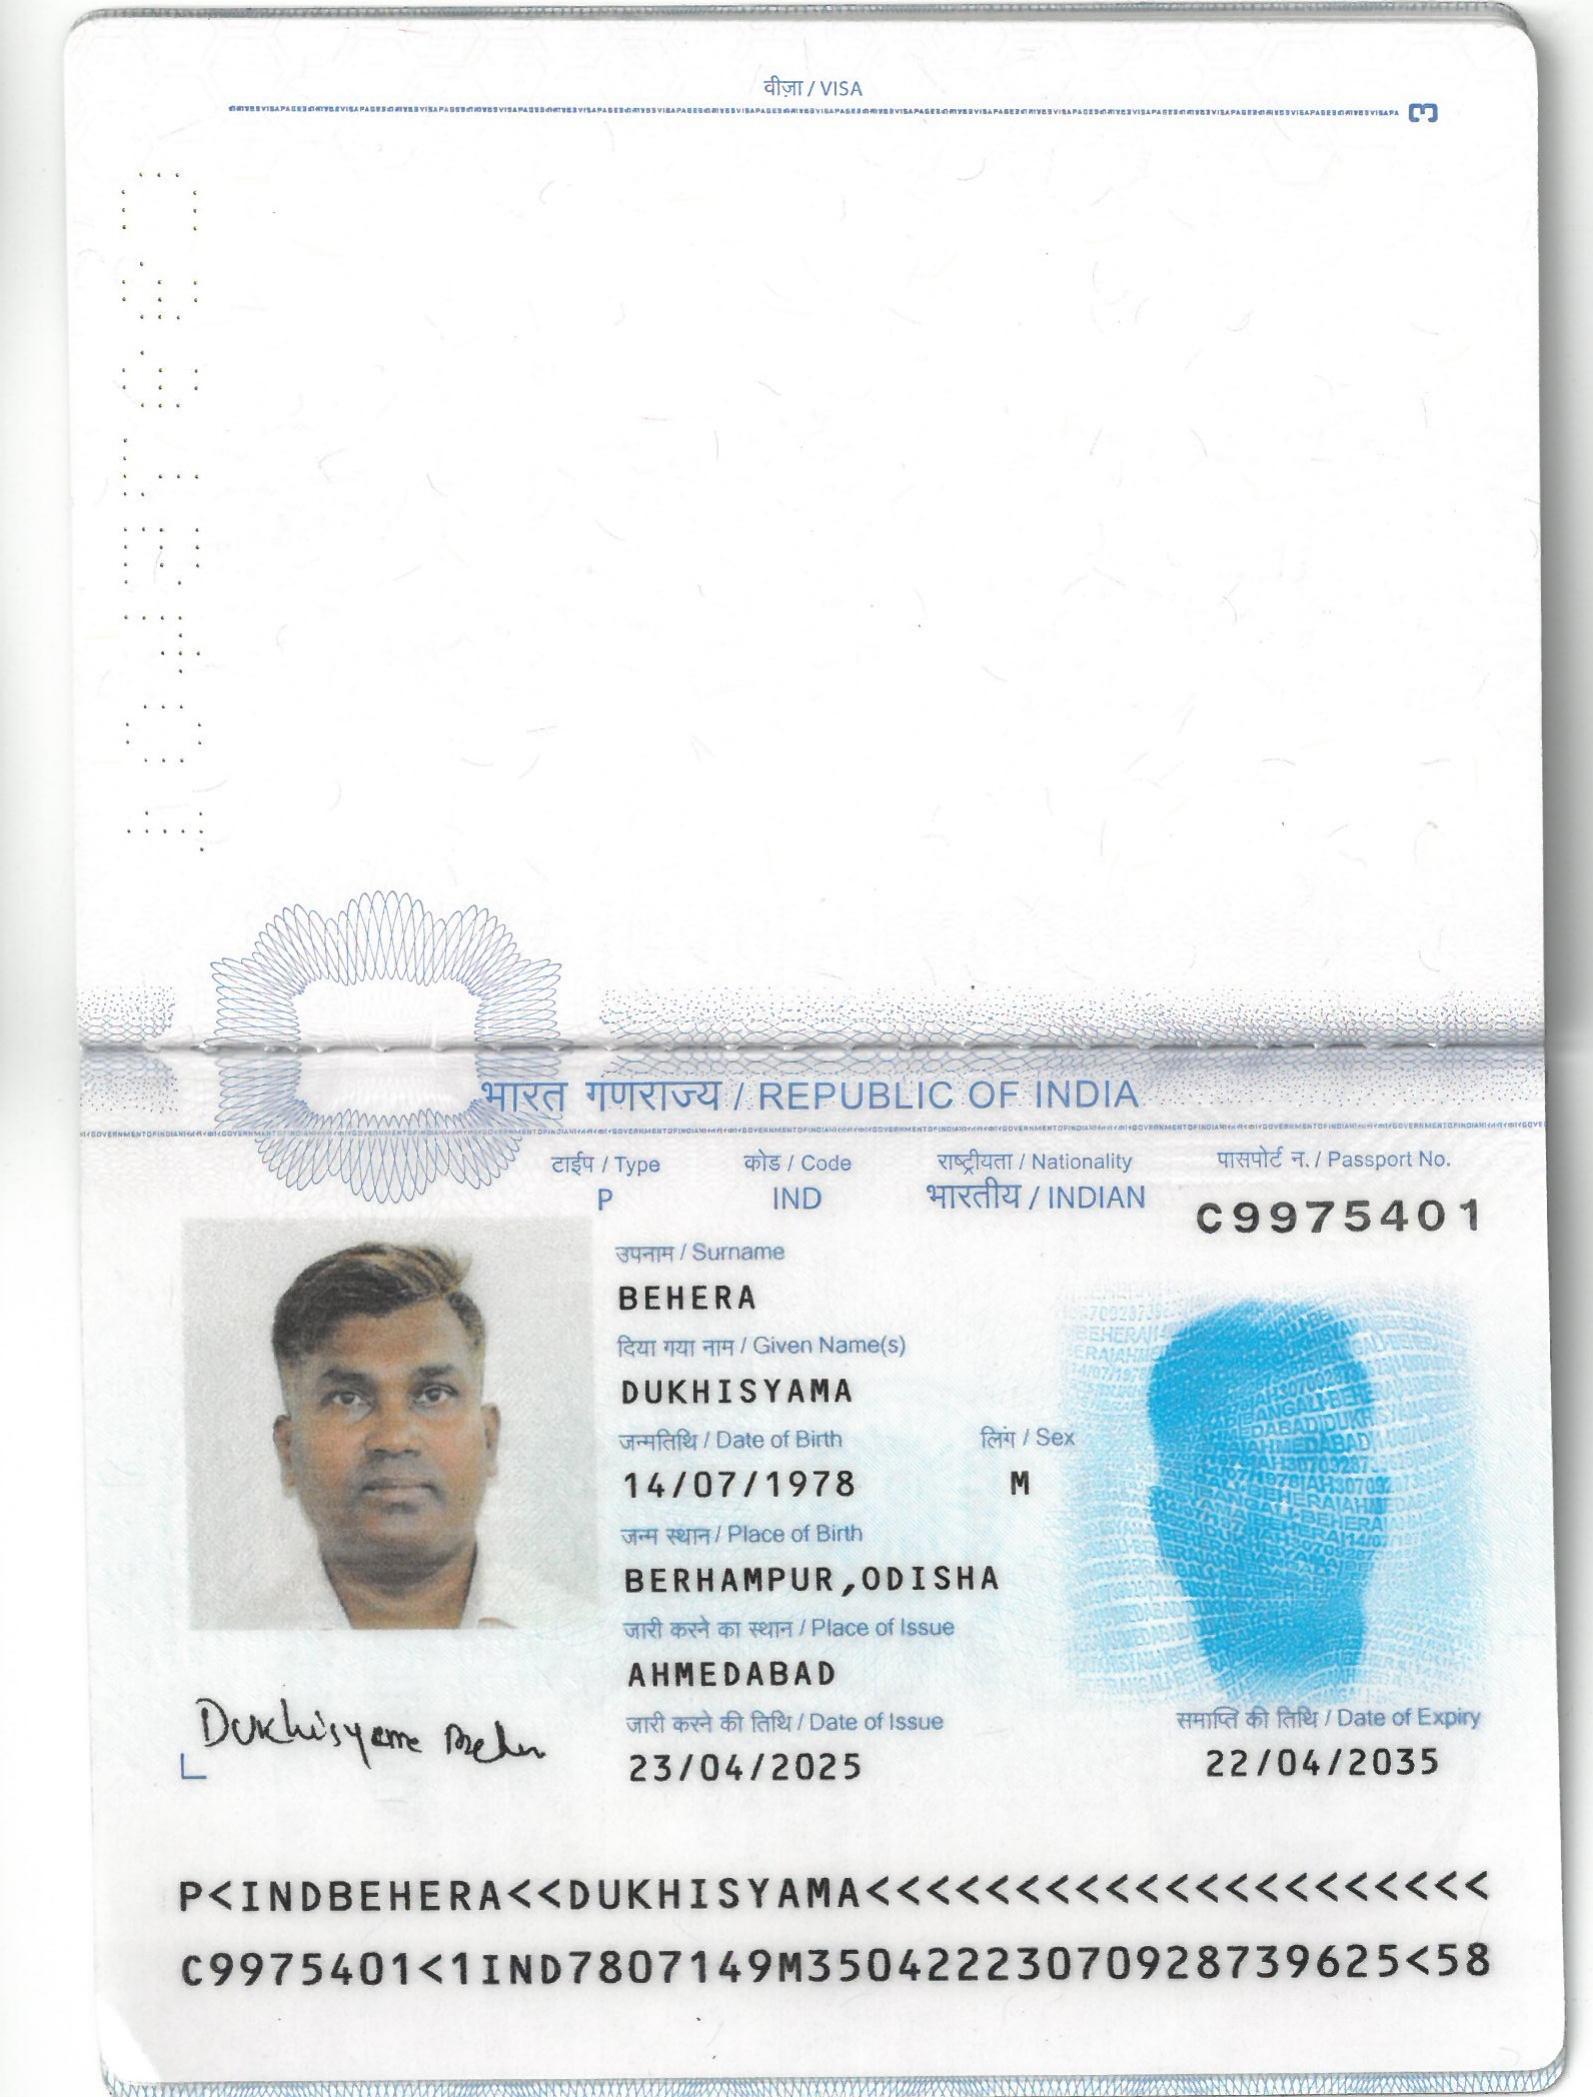 वीज़ा / VISA
3
भारत गणराज्य / REPUBLIC OF INDIA
टाईप / Type कोड / Code राष्ट्रीयता / Nationality पासपोर्ट न. / Passport No.
P IND भारतीय / INDIAN C9975401
उपनाम / Surname
BEHERA
दिया गया नाम / Given Name(s)
DUKHISYAMA
जन्मतिथि / Date of Birth लिंग / Sex
14/07/1978 M
जन्म स्थान / Place of Birth
BERHAMPUR,ODISHA
जारी करने का स्थान / Place of Issue
AHMEDABAD
जारी करने की तिथि / Date of Issue समाप्ति की तिथि / Date of Expiry
23/04/2025 22/04/2035
Dukhisyama
P<INDBEHERA<<DUKHISYAMA<<<<<<<<<<<<<<<<<<<<<
C9975401<1IND7807149M35042223070928739625<58